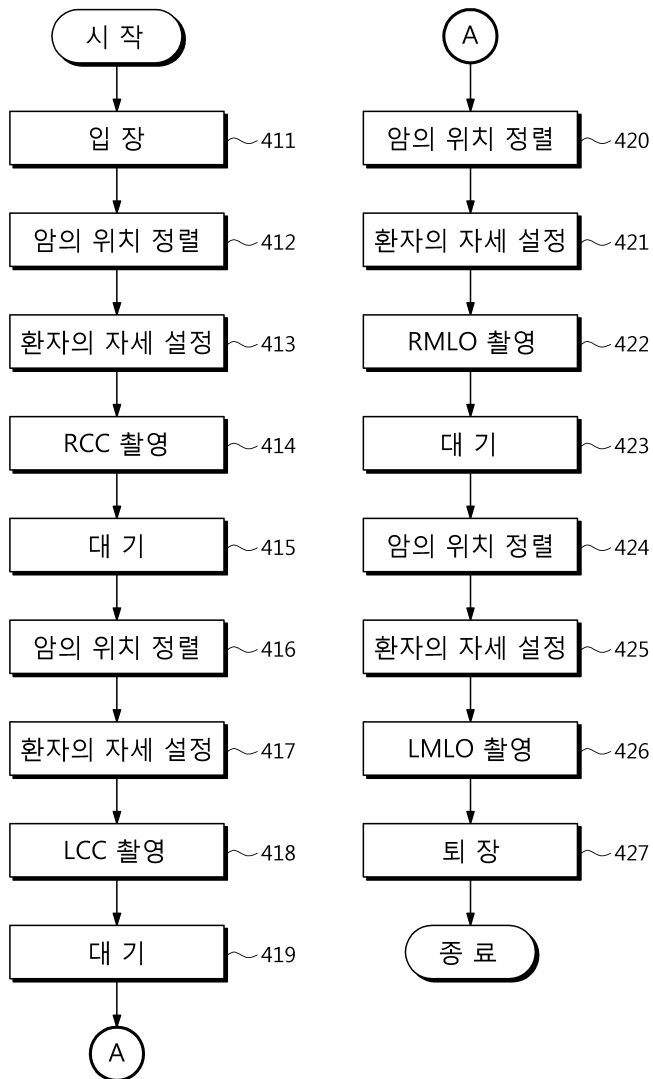 시 작
입 장
411
암의 위치 정렬
412
환자의 자세 설정
413
RCC 촬영
414
대 기
415
암의 위치 정렬
416
환자의 자세 설정
417
LCC 촬영
418
대 기
419
A
A
암의 위치 정렬
420
환자의 자세 설정
421
RMLO 촬영
422
대 기
423
암의 위치 정렬
424
환자의 자세 설정
425
LMLO 촬영
426
퇴 장
427
종 료